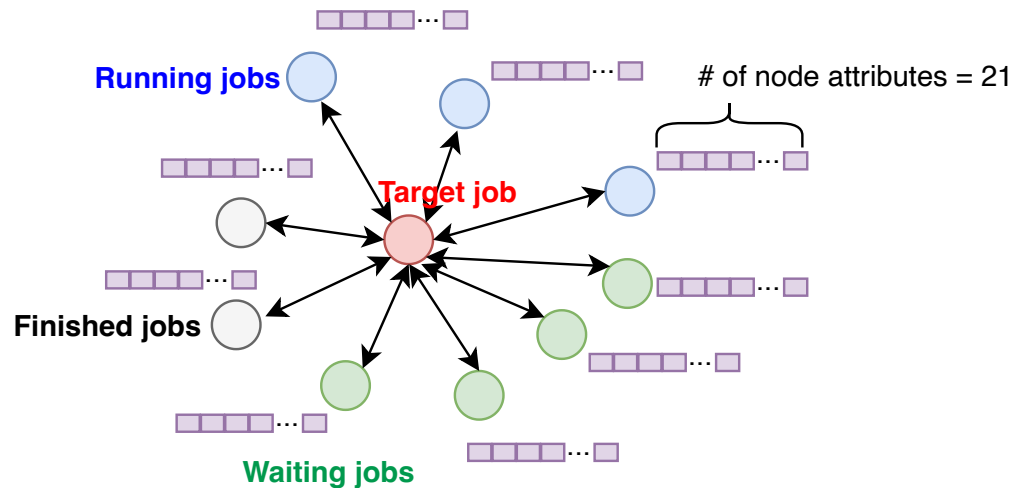 Running jobs
# of node attributes = 21
Target job
Finished jobs
Waiting jobs